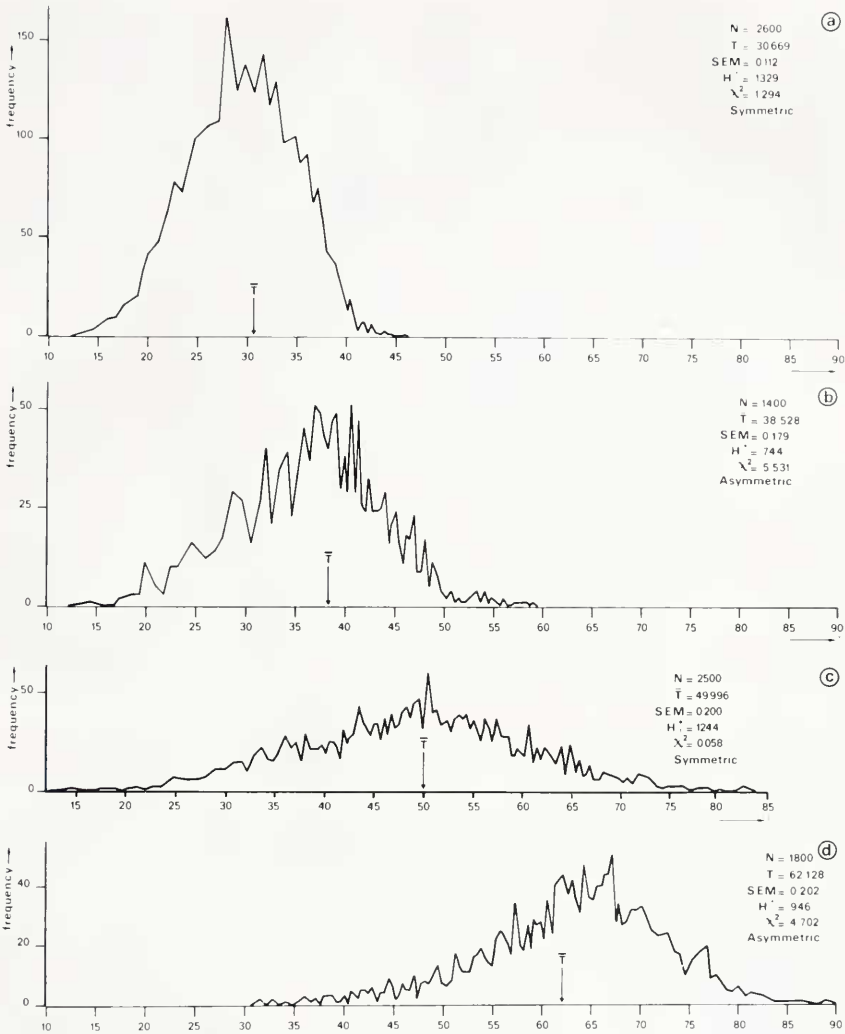 ⓐ
N = 2600
T = 30 669
SEM = 0 112
H· = 1329
χ² = 1 294
Symmetric
frequency →
150
100
50
0
T̄
10 15 20 25 30 35 40 45 50 55 60 65 70 75 85 90
ⓑ
N = 1400
T̄ = 38 528
SEM = 0 179
H· = 744
χ² = 5 531
Asymmetric
frequency →
50
25
0
T̄
10 15 20 25 30 35 40 45 50 55 60 65 70 75 85 90
ⓒ
N = 2500
T̄ = 49 996
SEM = 0 200
H· = 1244
χ² = 0 058
Symmetric
frequency →
50
0
T̄
15 20 25 30 35 40 45 50 55 60 65 70 75 80 85
ⓓ
N = 1800
T = 62 128
SEM = 0 202
H· = 946
χ² = 4 702
Asymmetric
frequency →
40
20
0
T̄
10 15 20 25 30 35 40 45 50 55 60 65 70 75 80 85 90